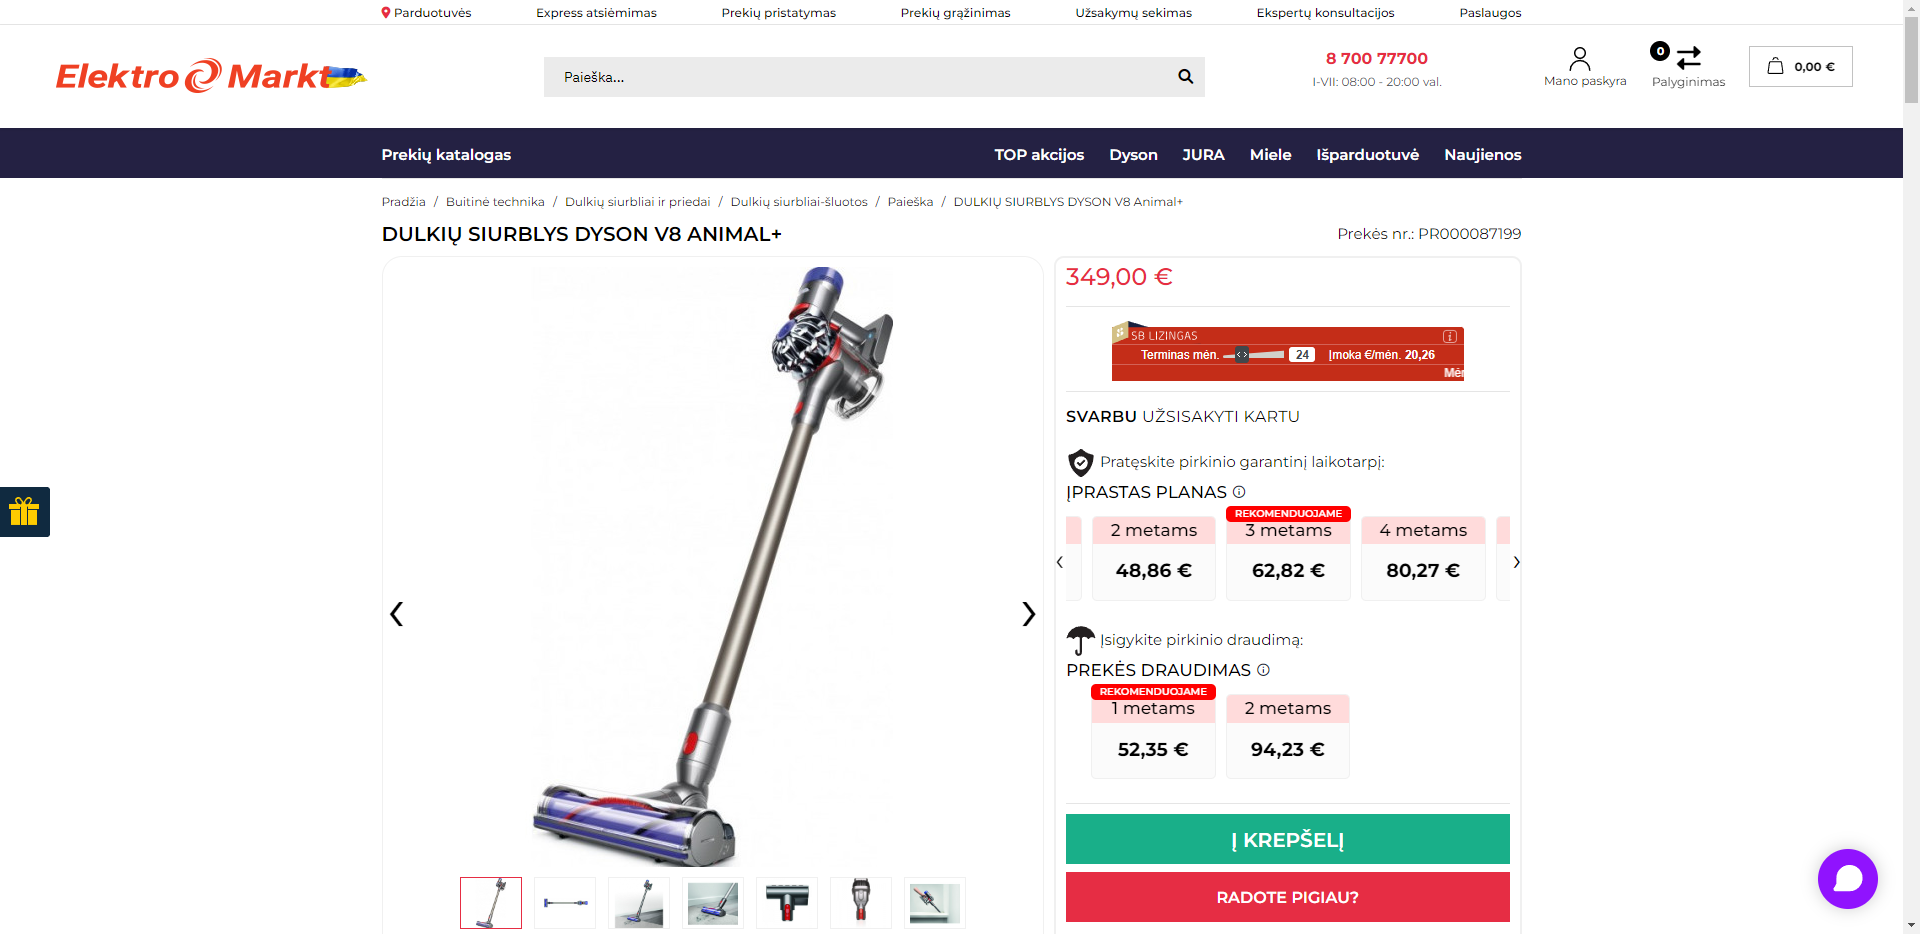 Parduotuvės
Express atsiėmimas
Prekių pristatymas
Prekių grąžinimas
Užsakymų sekimas
Ekspertų konsultacijos
Paslaugos
Elektro Markt
Paieška...
8 700 77700
I-VII: 08:00 - 20:00 val.
Mano paskyra
0
Palyginimas
0,00 €
Prekių katalogas
TOP akcijos
Dyson
JURA
Miele
Išparduotuvė
Naujienos
Pradžia / Buitinė technika / Dulkių siurbliai ir priedai / Dulkių siurbliai-šluotos / Paieška / DULKIŲ SIURBLYS DYSON V8 Animal+
DULKIŲ SIURBLYS DYSON V8 ANIMAL+
Prekės nr.: PR000087199
349,00 €
SB LIZINGAS
Terminas mėn. 24 Įmoka €/mėn. 20,26
SVARBU UŽSISAKYTI KARTU
Pratęskite pirkinio garantinį laikotarpį:
ĮPRASTAS PLANAS
REKOMENDUOJAME
2 metams
3 metams
4 metams
48,86 €
62,82 €
80,27 €
Įsigykite pirkinio draudimą:
PREKĖS DRAUDIMAS
REKOMENDUOJAME
1 metams
2 metams
52,35 €
94,23 €
Į KREPŠELĮ
RADOTE PIGIAU?